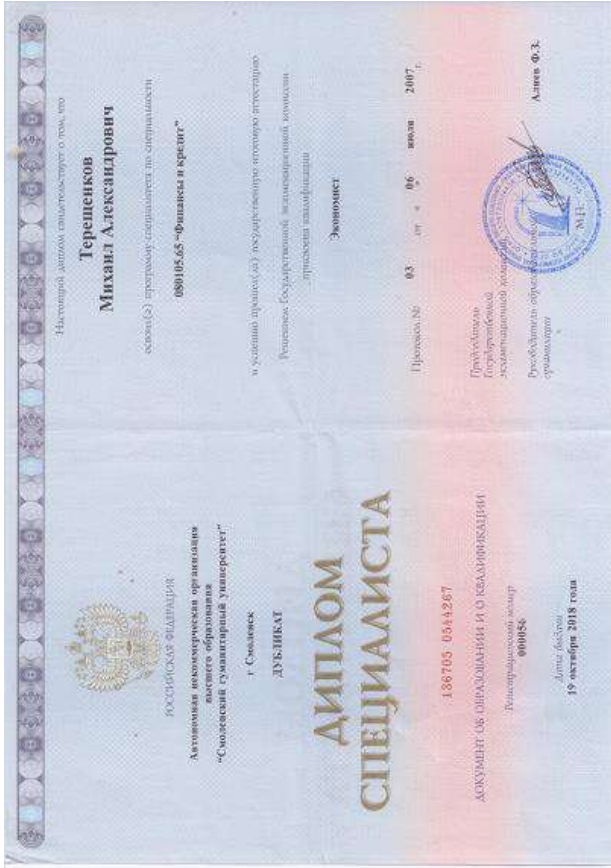 РОССИЙСКАЯ ФЕДЕРАЦИЯ
Автономная некоммерческая организация
высшего образования
"Смоленский гуманитарный университет"
г Смоленск
ДУБЛИКАТ
ДИПЛОМ
СПЕЦИАЛИСТА
136705 0544267
ДОКУМЕНТ ОБ ОБРАЗОВАНИИ И О КВАЛИФИКАЦИИ
Регистрационный номер
000056
Дата выдачи
19 октября 2018 года
Настоящий диплом свидетельствует о том, что
Терещенков
Михаил Александрович
освоил(а) программу специалитета по специальности
080105.65 "Финансы и кредит"
и успешно прошел(ла) государственную итоговую аттестацию
Решением Государственной экзаменационной комиссии
присвоена квалификация
Экономист
Протокол № 03 от « 06 » июля 2007 г.
Председатель
Государственной
экзаменационной комиссии
Руководитель образовательной
организации
Алиев Ф.З.
М.П.